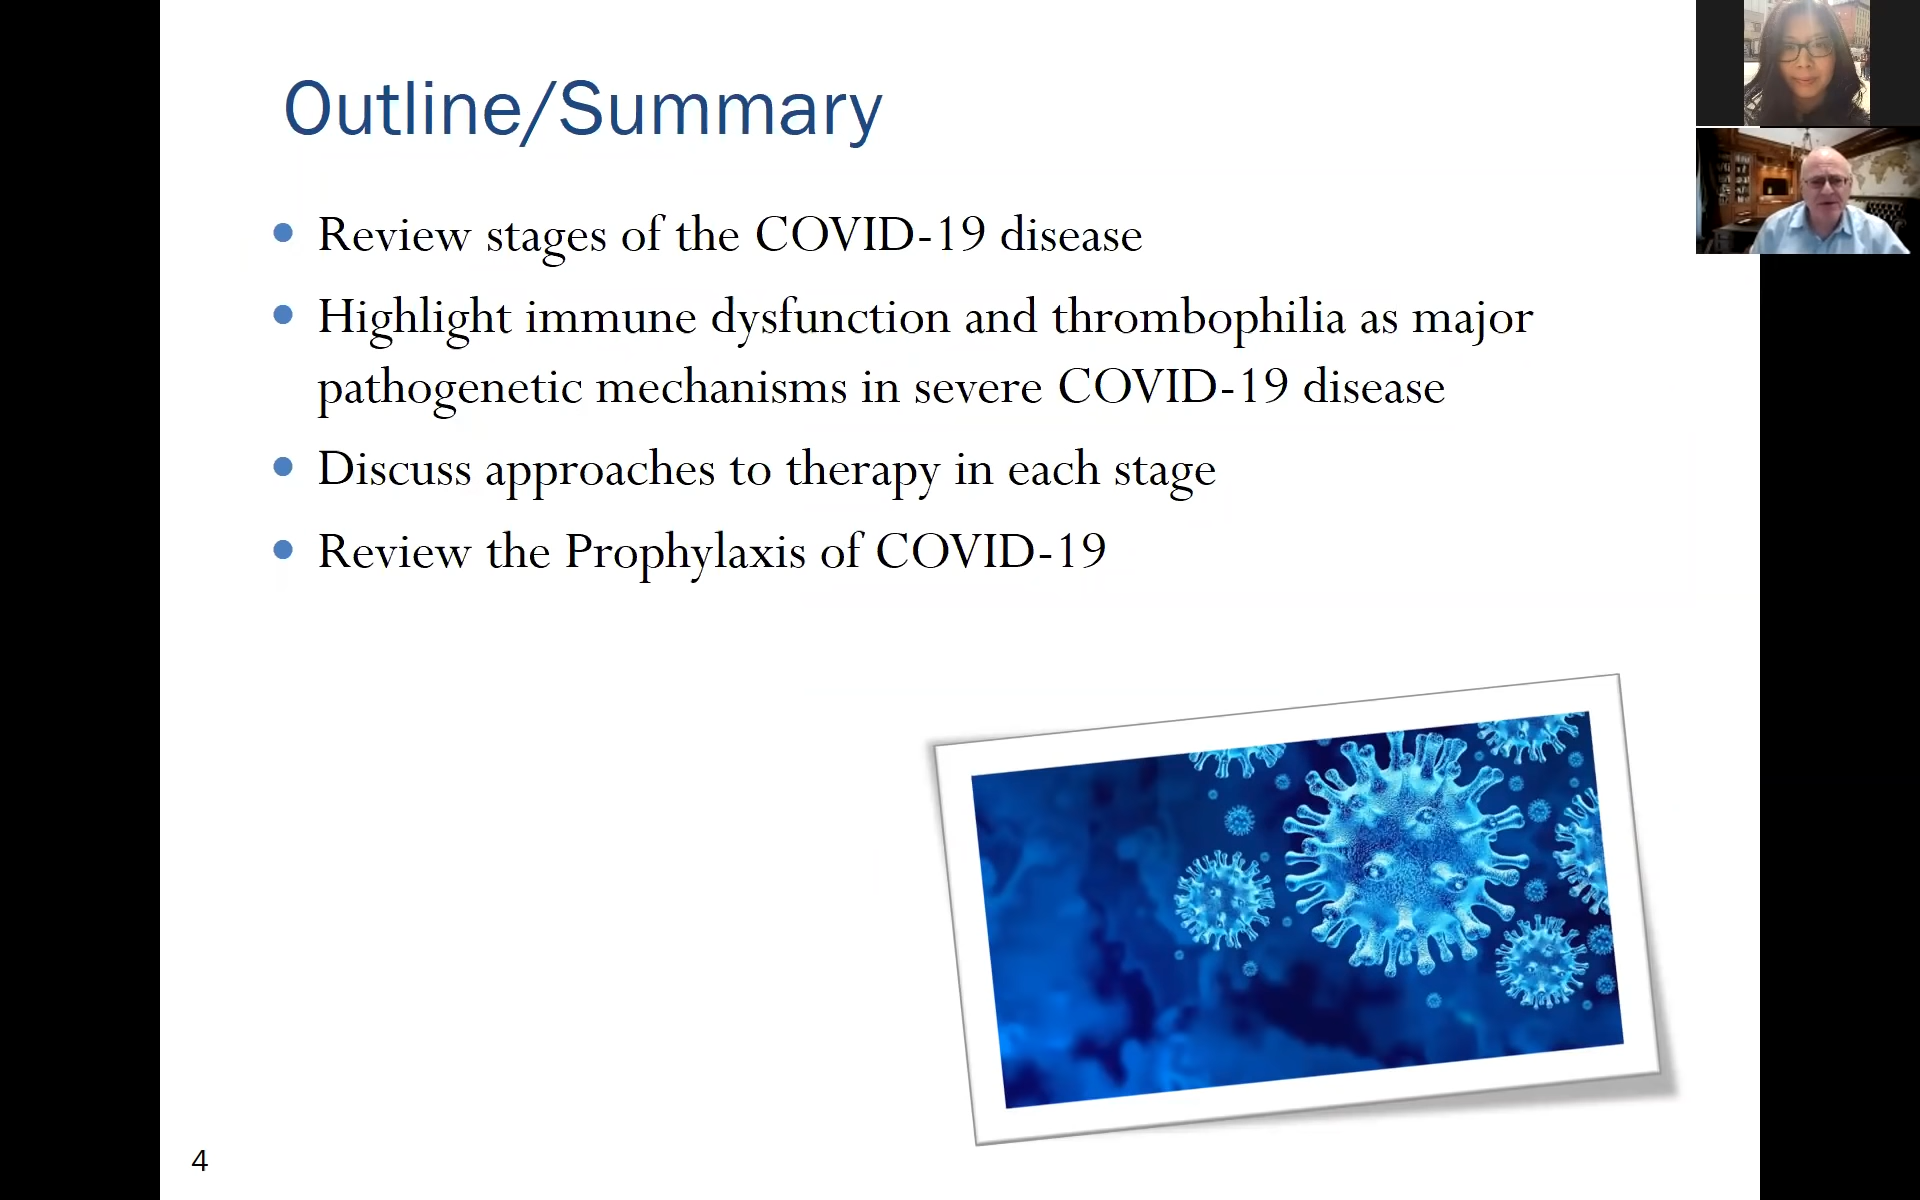 Outline/Summary
• Review stages of the COVID-19 disease
• Highlight immune dysfunction and thrombophilia as major
pathogenetic mechanisms in severe COVID-19 disease
• Discuss approaches to therapy in each stage
• Review the Prophylaxis of COVID-19
4